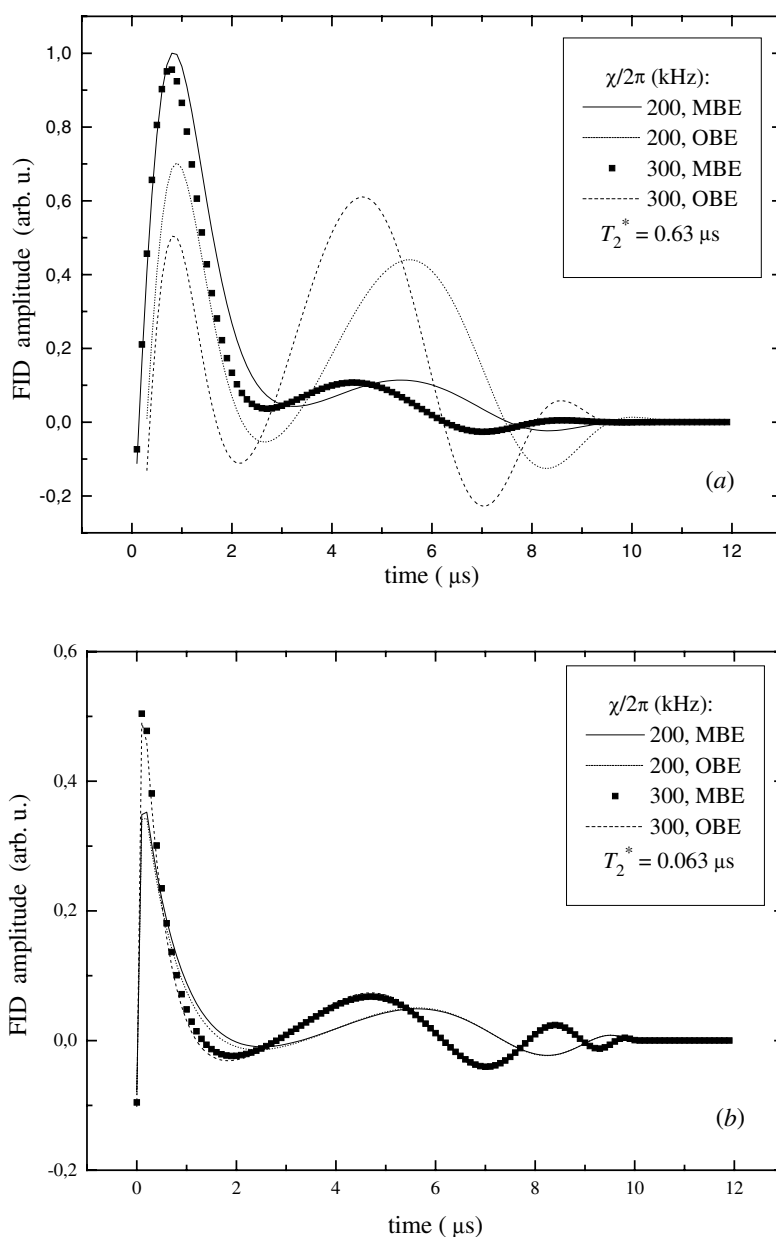 1,0
0,8
0,6
0,4
0,2
0,0
-0,2
FID amplitude (arb. u.)
χ/2π (kHz):
200, MBE
200, OBE
300, MBE
300, OBE
T₂* = 0.63 μs
(a)
0 2 4 6 8 10 12
time ( μs)
0,6
0,4
0,2
0,0
-0,2
FID amplitude (arb. u.)
χ/2π (kHz):
200, MBE
200, OBE
300, MBE
300, OBE
T₂* = 0.063 μs
(b)
0 2 4 6 8 10 12
time ( μs)